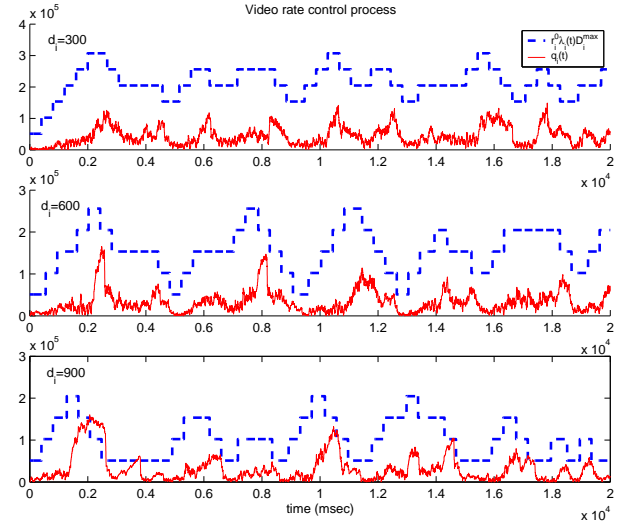 Video rate control process
x 10^5
d_i=300
r_i^0λ_i(t)D_i^max
q_i(t)
4
3
2
1
0
0 0.2 0.4 0.6 0.8 1 1.2 1.4 1.6 1.8 2
x 10^4
x 10^5
d_i=600
3
2
1
0
0 0.2 0.4 0.6 0.8 1 1.2 1.4 1.6 1.8 2
x 10^4
x 10^5
d_i=900
3
2
1
0
0 0.2 0.4 0.6 0.8 1 1.2 1.4 1.6 1.8 2
time (msec)
x 10^4